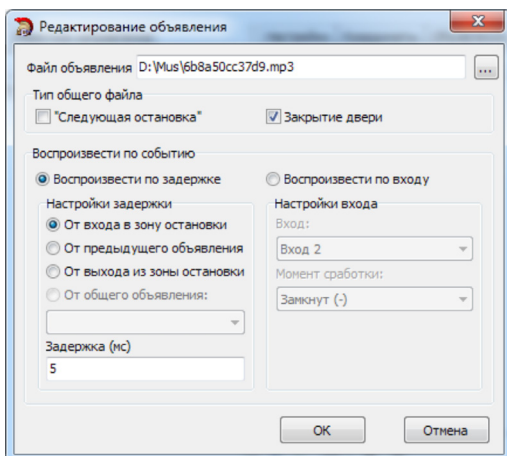 Редактирование объявления
Файл объявления D:\Mus\6b8a50cc37d9.mp3 ...
Тип общего файла
"Следующая остановка" Закрытие двери
Воспроизвести по событию
Воспроизвести по задержке Воспроизвести по входу
Настройки задержки Настройки входа
От входа в зону остановки Вход:
От предыдущего объявления Вход 2
От выхода из зоны остановки Момент сработки:
От общего объявления: Замкнут (-)
Задержка (мс)
5
OK Отмена